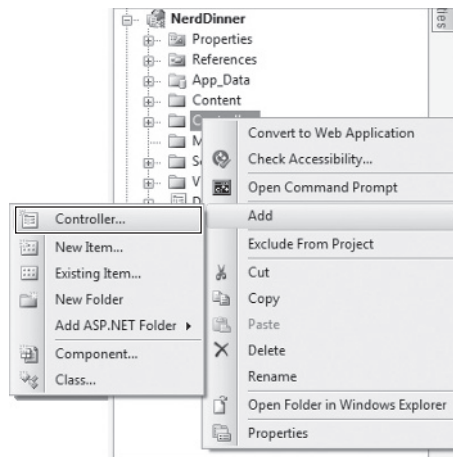 NerdDinner
Properties
References
App_Data
Content
Convert to Web Application
Check Accessibility...
Open Command Prompt
Add
Exclude From Project
Cut
Copy
Paste
Delete
Rename
Open Folder in Windows Explorer
Properties
Controller...
New Item...
Existing Item...
New Folder
Add ASP.NET Folder
Component...
Class...